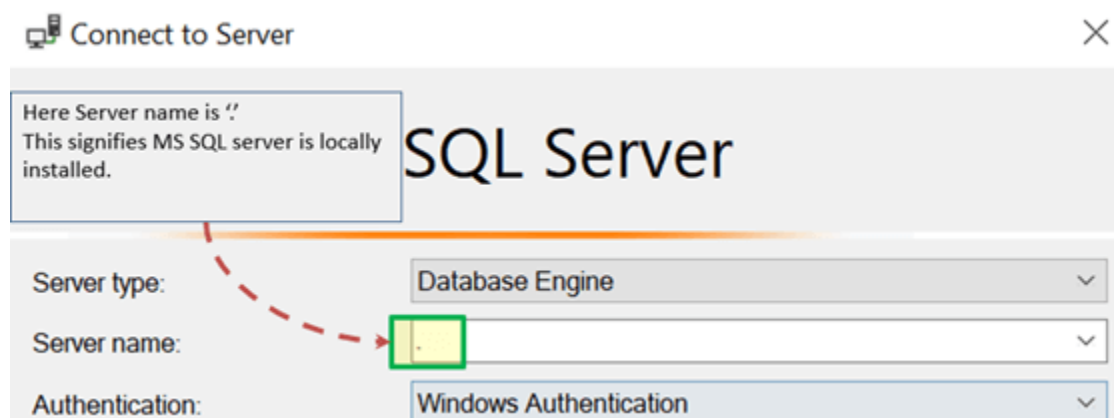 Connect to Server
Here Server name is ‘.’
This signifies MS SQL server is locally
installed.
SQL Server
Server type:
Database Engine
Server name:
.
Authentication:
Windows Authentication